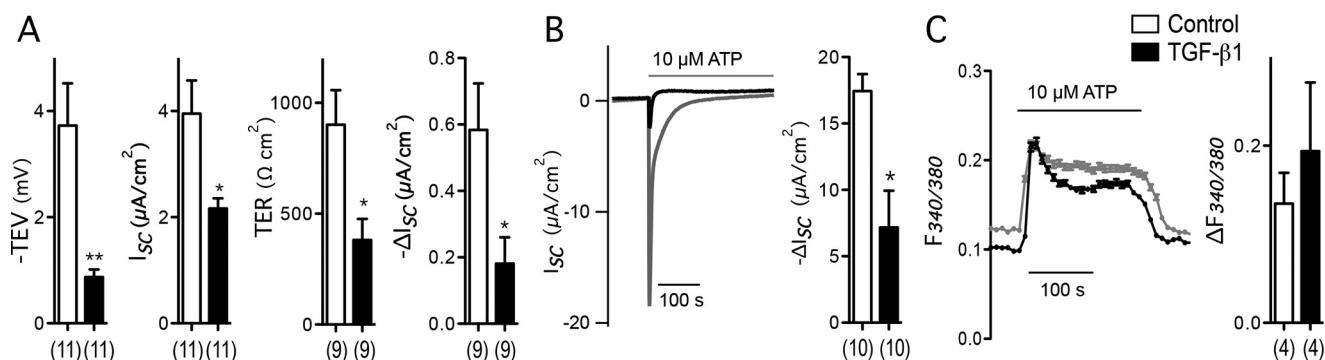 A
-TEV (mV)
4
2
0
**
(11)(11)
I_SC (μA/cm²)
4
2
0
*
(11)(11)
TER (Ω cm²)
1000
500
0
*
(9) (9)
-ΔI_SC (μA/cm²)
0.8
0.6
0.4
0.2
0.0
*
(9) (9)
B
10 μM ATP
I_SC (μA/cm²)
0
-10
-20
100 s
-ΔI_SC (μA/cm²)
20
15
10
5
0
*
(10) (10)
C
Control
TGF-β1
F340/380
0.3
0.2
0.1
0.0
10 μM ATP
100 s
ΔF340/380
0.2
0.0
(4) (4)